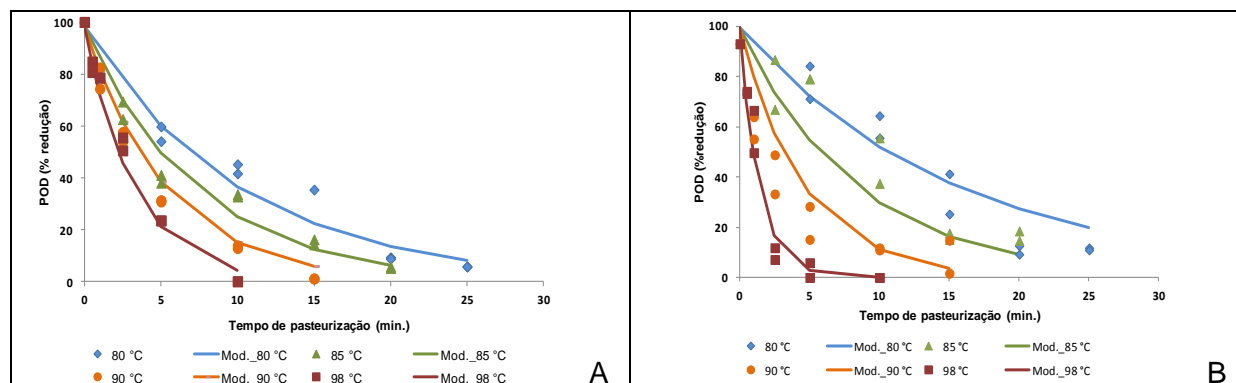 POD (% redução)
100
80
60
40
20
0
0 5 10 15 20 25 30
Tempo de pasteurização (min.)
80 °C Mod._80 °C 85 °C Mod._85 °C
90 °C Mod._90 °C 98 °C Mod._98 °C
A
POD (%redução)
100
80
60
40
20
0
0 5 10 15 20 25 30
Tempo de pasteurização (min.)
80 °C Mod._80 °C 85 °C Mod._85 °C
90 °C Mod._90 °C 98 °C Mod._98 °C
B